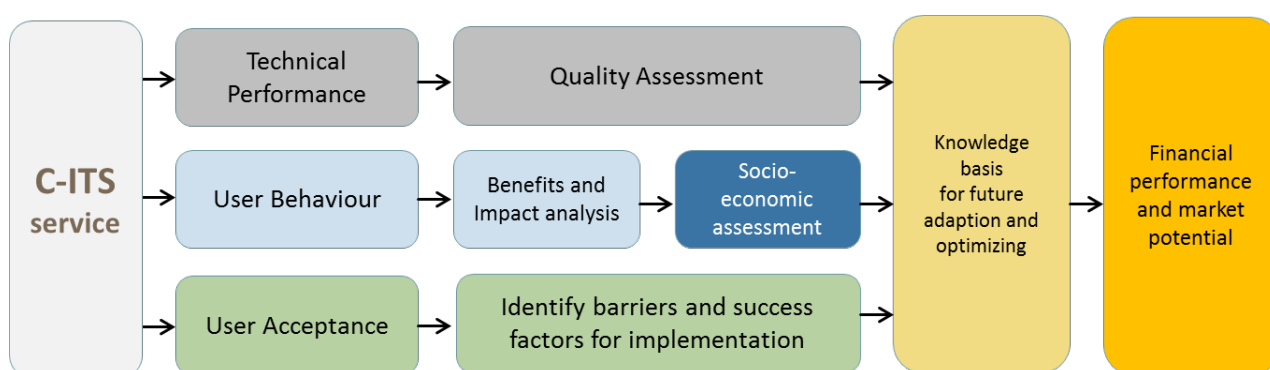 C-ITS
service
Technical
Performance
Quality Assessment
User Behaviour
Benefits and
Impact analysis
Socio-
economic
assessment
User Acceptance
Identify barriers and success
factors for implementation
Knowledge
basis
for future
adaption and
optimizing
Financial
performance
and market
potential